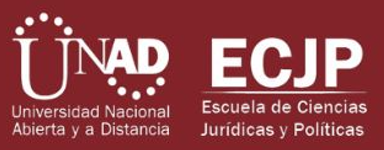 UNAD
Universidad Nacional
Abierta y a Distancia
ECJP
Escuela de Ciencias
Jurídicas y Políticas